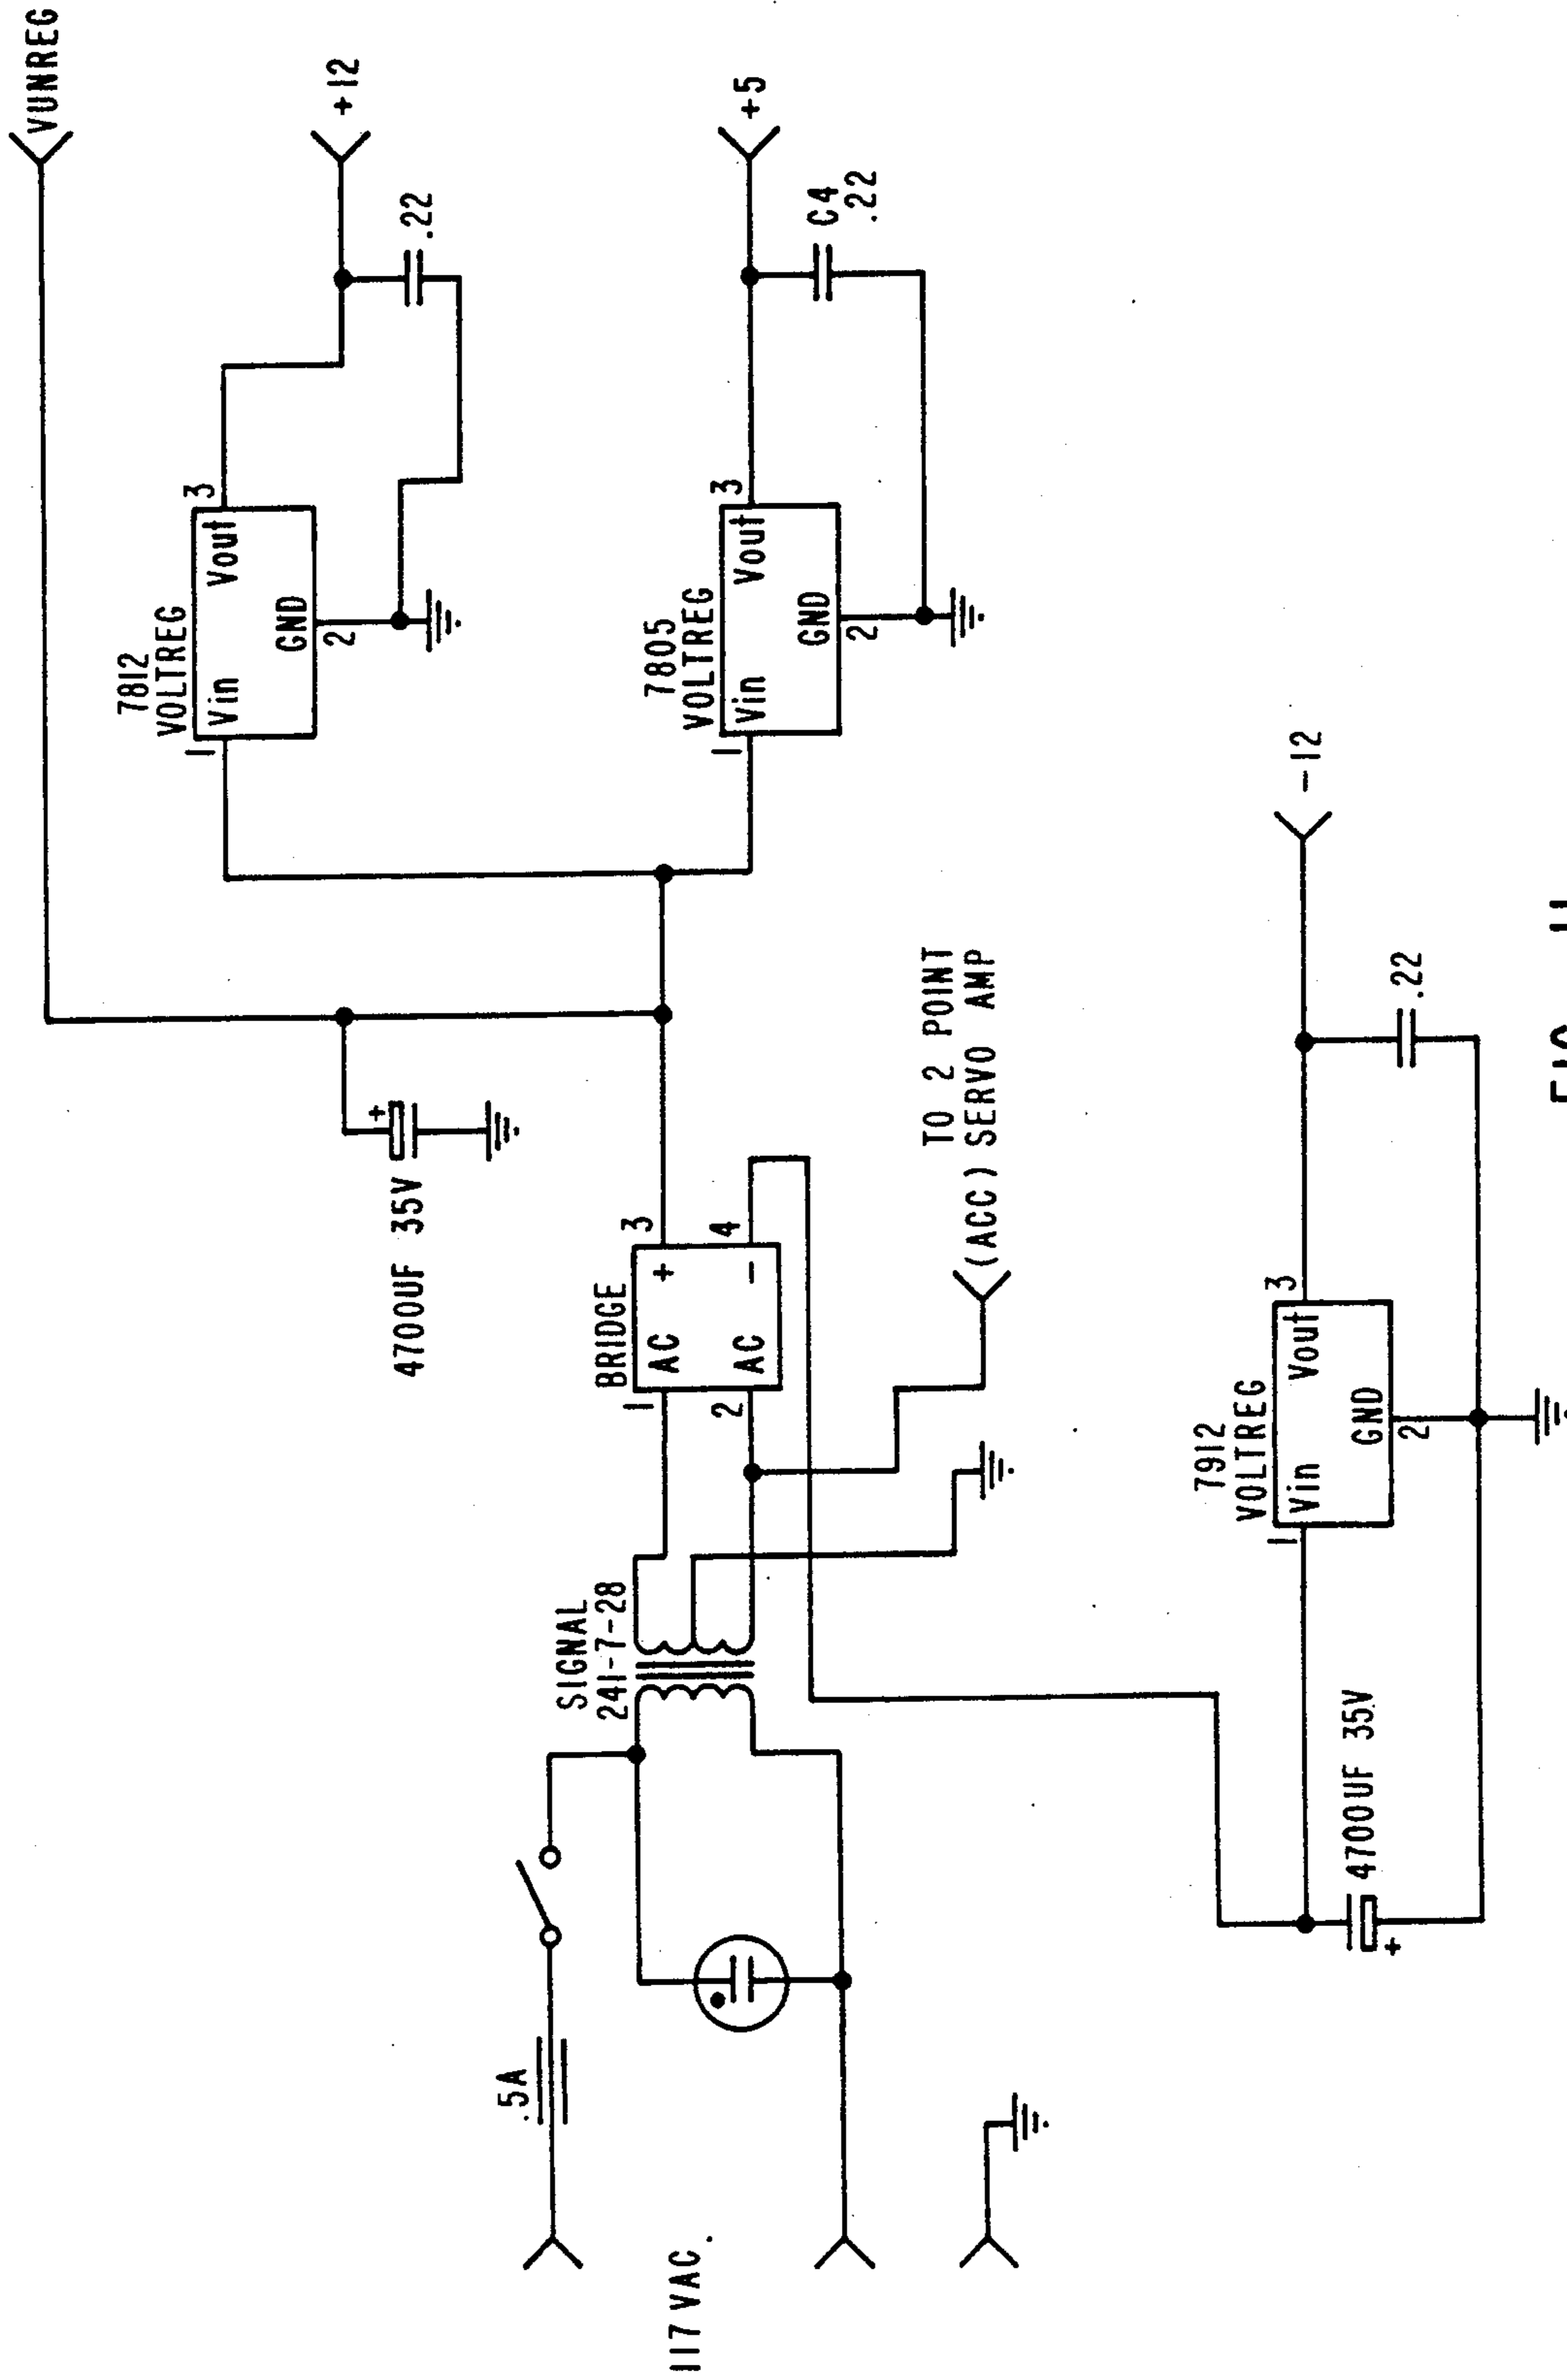 VUNREG
7812
VOLTREG
1
Vin
Vout
3
GND
2
+12
.22
4700UF 35V
+
7805
VOLTREG
1
Vin
Vout
3
GND
2
+5
C4
.22
.5A
117 VAC
SIGNAL
241-7-28
BRIDGE
1
AC
+
3
2
AC
-
4
TO 2 POINT
(ACC) SERVO AMP
7912
VOLTREG
1
Vin
Vout
3
GND
2
-12
.22
4700UF 35V
+